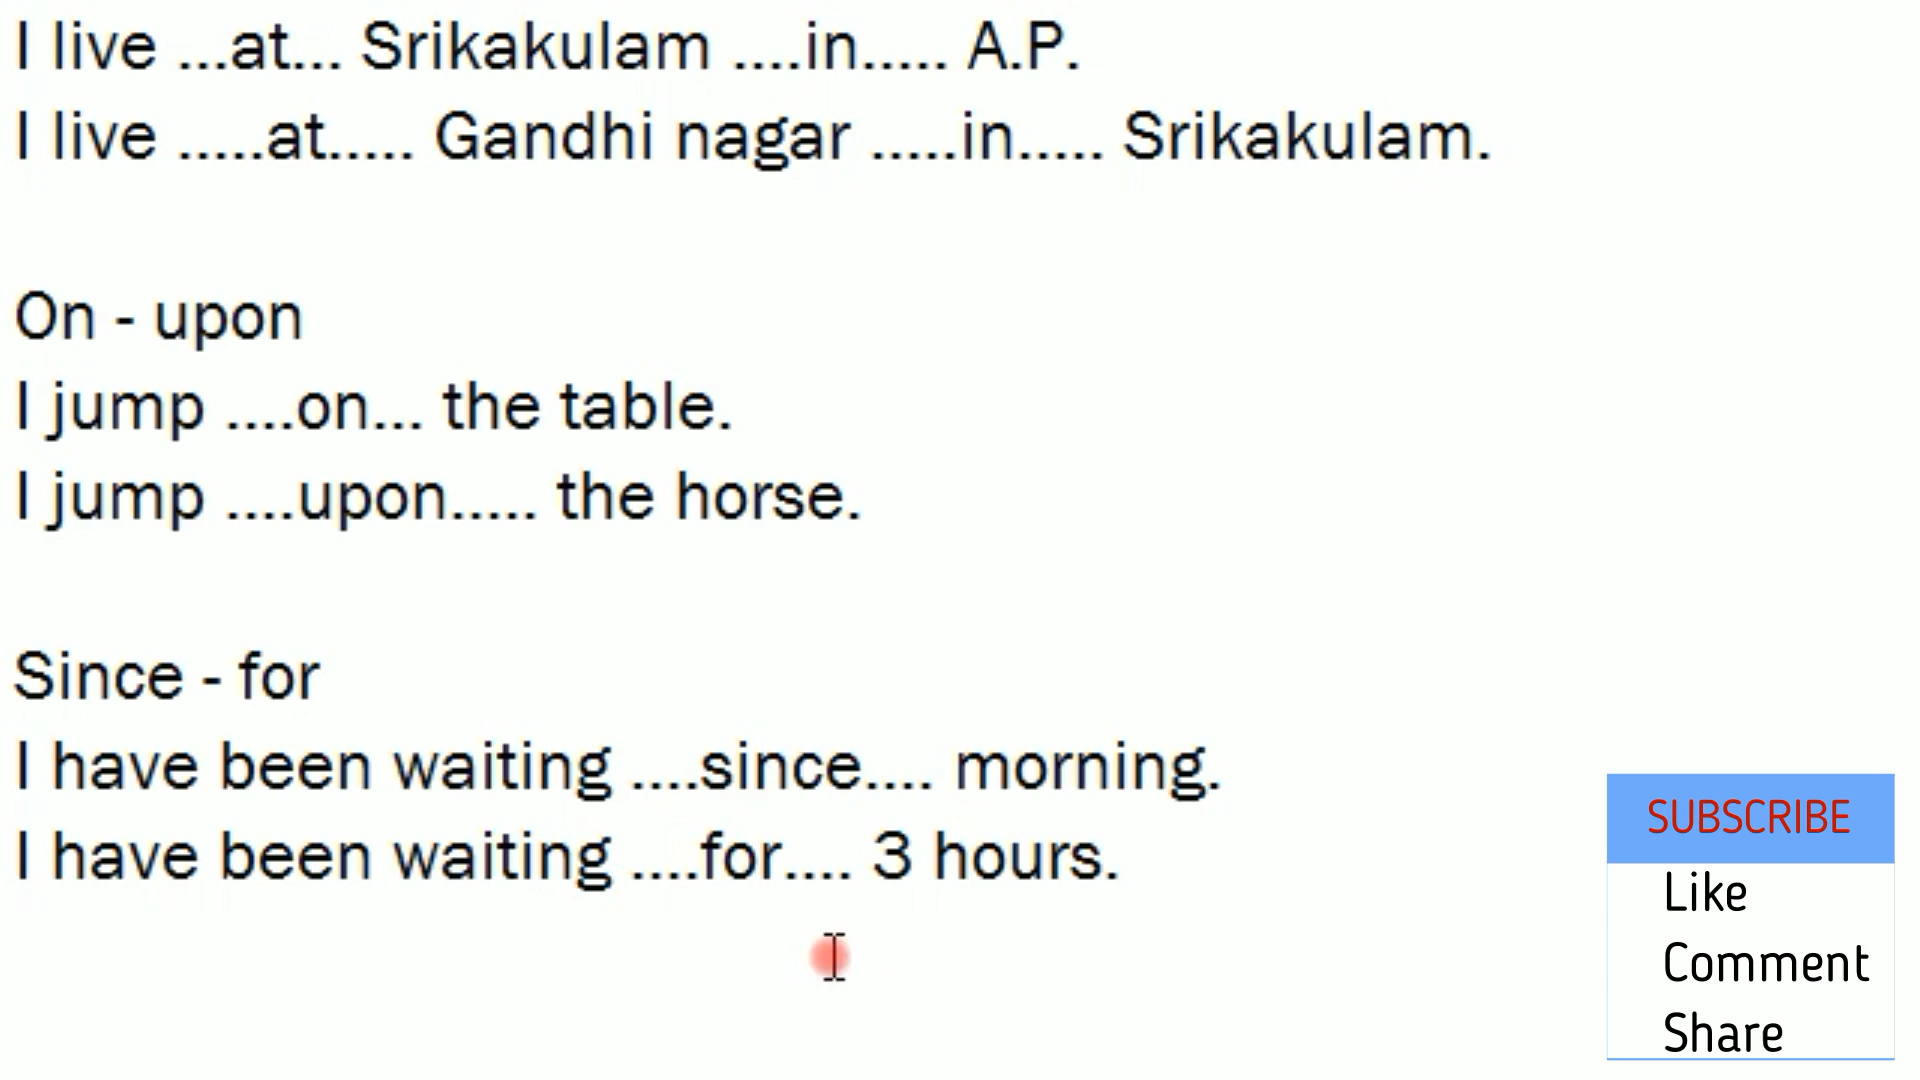 I live ...at... Srikakulam ....in..... A.P.
I live .....at..... Gandhi nagar .....in..... Srikakulam.
On - upon
I jump ....on... the table.
I jump ....upon..... the horse.
Since - for
I have been waiting ....since.... morning.
I have been waiting ....for.... 3 hours.
SUBSCRIBE
Like
Comment
Share